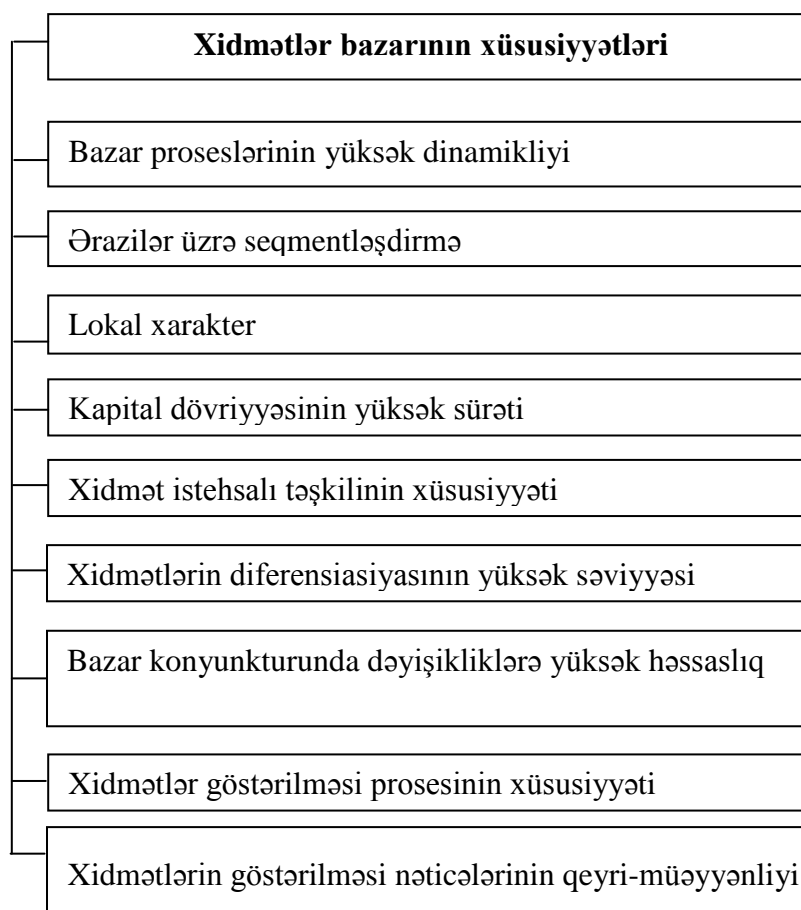 Xidmətlər bazarının xüsusiyyətləri
Bazar proseslərinin yüksək dinamikliyi
Ərazilər üzrə seqmentləşdirmə
Lokal xarakter
Kapital dövriyyəsinin yüksək sürəti
Xidmət istehsalı təşkilinin xüsusiyyəti
Xidmətlərin diferensiasiyasının yüksək səviyyəsi
Bazar konyunkturunda dəyişikliklərə yüksək həssaslıq
Xidmətlər göstərilməsi prosesinin xüsusiyyəti
Xidmətlərin göstərilməsi nəticələrinin qeyri-müəyyənliyi